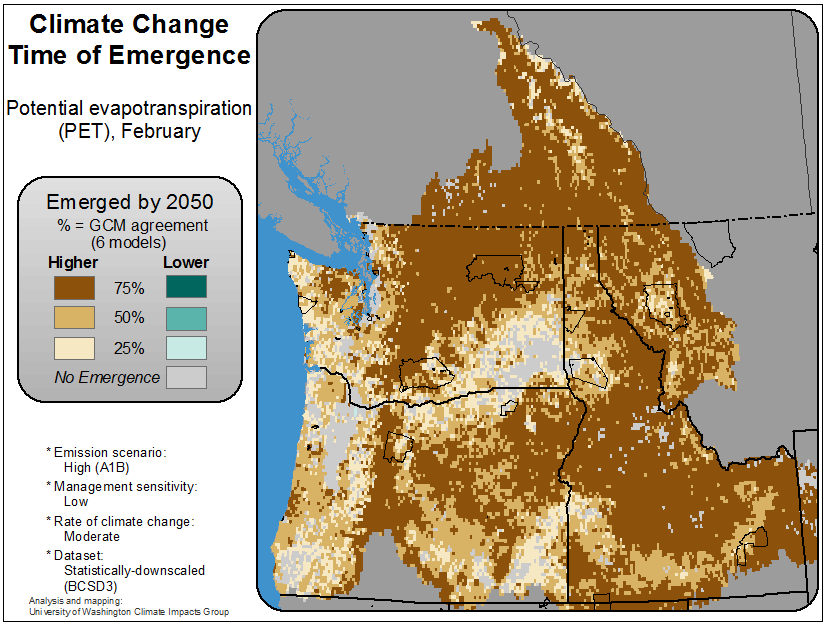 Climate Change
Time of Emergence
Potential evapotranspiration
(PET), February
Emerged by 2050
% = GCM agreement
(6 models)
Higher Lower
75%
50%
25%
No Emergence
* Emission scenario:
High (A1B)
* Management sensitivity:
Low
* Rate of climate change:
Moderate
* Dataset:
Statistically-downscaled
(BCSD3)
Analysis and mapping:
University of Washington Climate Impacts Group